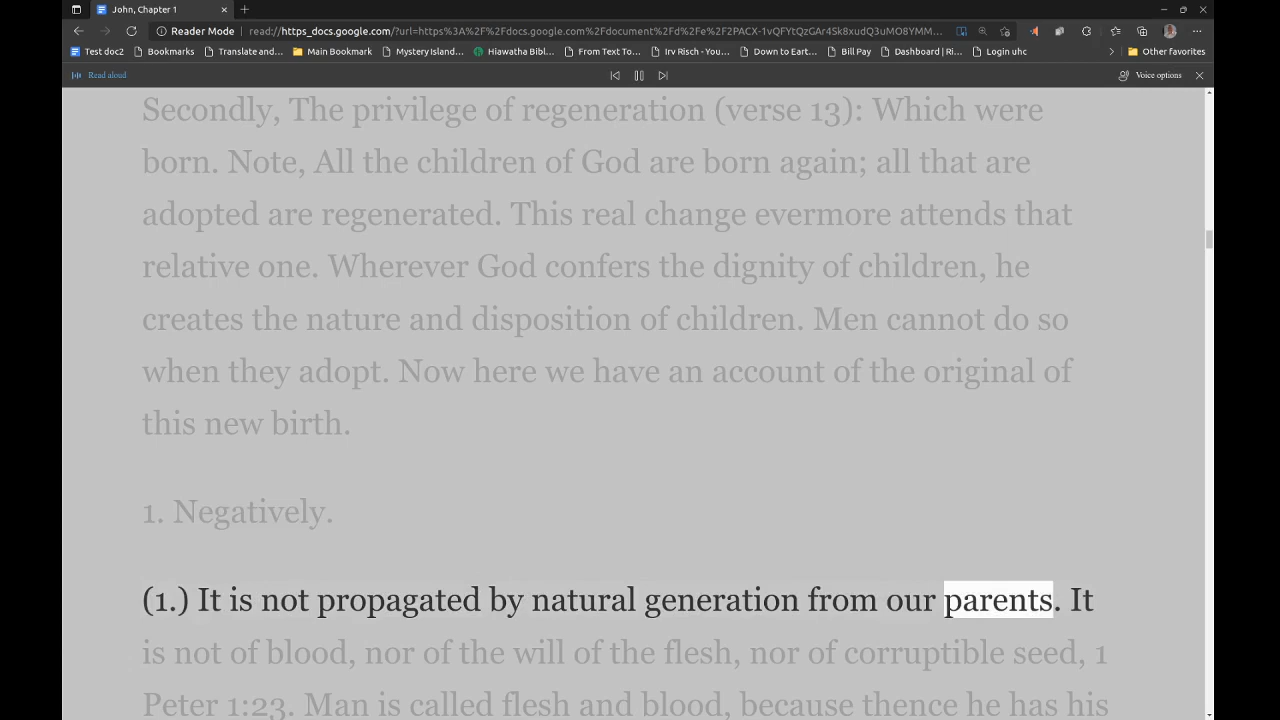 John, Chapter 1
Reader Mode
read://https_docs.google.com/?url=https%3A%2F%2Fdocs.google.com%2Fdocument%2Fd%2Fe%2F2PACX-1vQFYtQzGAr4Sk8xudQ3uMO8YMM...
Test doc2
Bookmarks
Translate and...
Main Bookmark
Mystery Island...
Hiawatha Bibl...
From Text To...
Irv Risch - You...
Down to Eart...
Bill Pay
Dashboard | Ri...
Login uhc
Other favorites
Read aloud
Voice options
Secondly, The privilege of regeneration (verse 13): Which were
born. Note, All the children of God are born again; all that are
adopted are regenerated. This real change evermore attends that
relative one. Wherever God confers the dignity of children, he
creates the nature and disposition of children. Men cannot do so
when they adopt. Now here we have an account of the original of
this new birth.
1. Negatively.
(1.) It is not propagated by natural generation from our parents. It
is not of blood, nor of the will of the flesh, nor of corruptible seed, 1
Peter 1:23. Man is called flesh and blood, because thence he has his